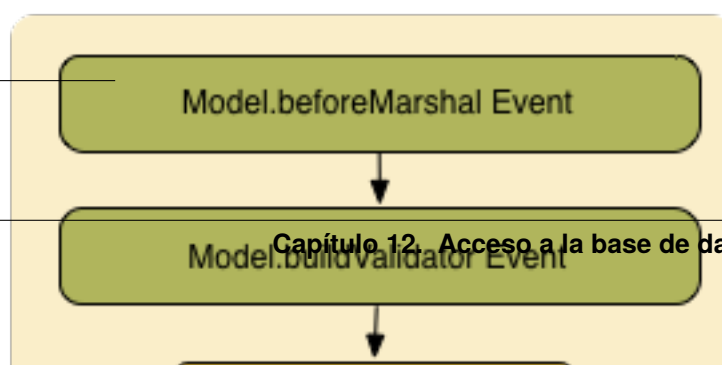 Model.beforeMarshal Event
Capítulo 12. Acceso a la base de da
Model.buildValidator Event